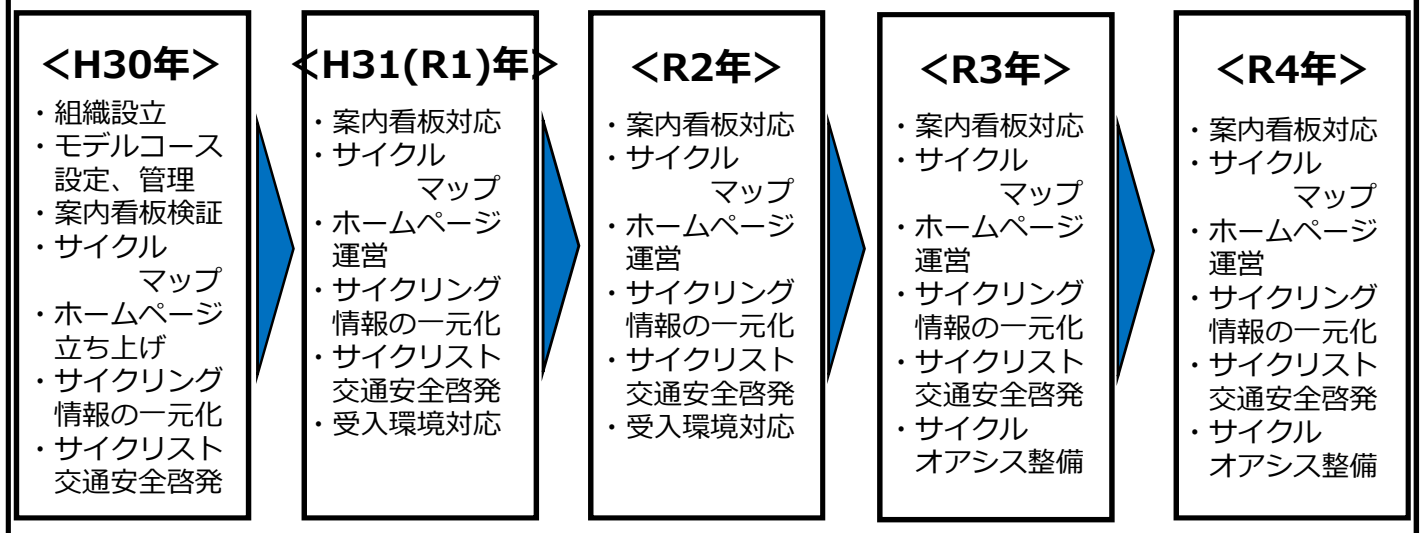 <H30年>
・組織設立
・モデルコース
設定、管理
・案内看板検証
・サイクル
マップ
・ホームページ
立ち上げ
・サイクリング
情報の一元化
・サイクリスト
交通安全啓発
<H31(R1)年>
・案内看板対応
・サイクル
マップ
・ホームページ
運営
・サイクリング
情報の一元化
・サイクリスト
交通安全啓発
・受入環境対応
<R2年>
・案内看板対応
・サイクル
マップ
・ホームページ
運営
・サイクリング
情報の一元化
・サイクリスト
交通安全啓発
・受入環境対応
<R3年>
・案内看板対応
・サイクル
マップ
・ホームページ
運営
・サイクリング
情報の一元化
・サイクリスト
交通安全啓発
・サイクル
オアシス整備
<R4年>
・案内看板対応
・サイクル
マップ
・ホームページ
運営
・サイクリング
情報の一元化
・サイクリスト
交通安全啓発
・サイクル
オアシス整備